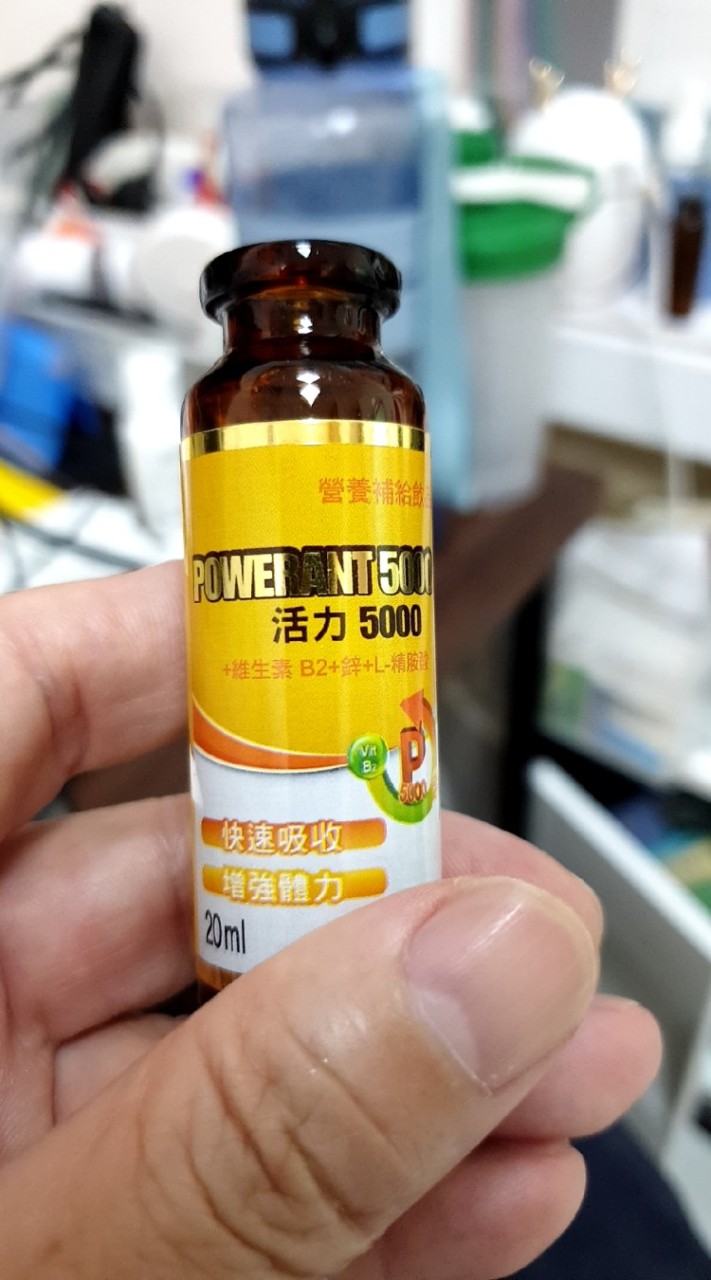 營養補給飲
POWERANT 5000
活力 5000
+維生素 B2+鋅+L-精胺酸
Vit
B2
P
5000
快速吸收
增強體力
20ml